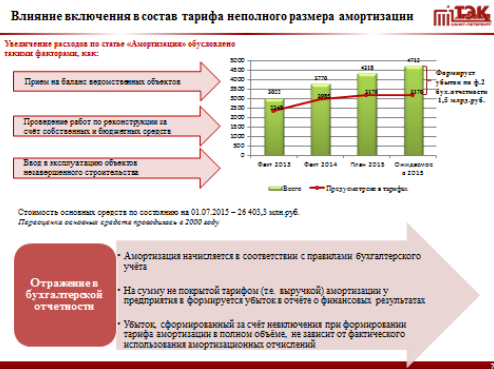 Влияние включения в состав тарифа неполного размера амортизации
ТЭК
САНКТ-ПЕТЕРБУРГ
Увеличение расходов по статье «Амортизация» обусловлено
такими факторами, как:
Прием на баланс ведомственных объектов
Проведение работ по реконструкции за
счёт собственных и бюджетных средств
Ввод в эксплуатацию объектов
незавершенного строительства
5000
4500
4000
3500
3000
2500
2000
1500
1000
500
0
3022
3770
4318
4712
3170
3170
Факт 2013
Факт 2014
План 2015
Ожидаемое
в 2015
Всего
Предусмотрено в тарифах
Формирует
убыток по ф.2
бух.отчетности
1,5 млрд.руб.
Стоимость основных средств по состоянию на 01.07.2015 – 26 403,3 млн.руб.
Переоценка основных средств проводилась в 2000 году
Отражение в
бухгалтерской
отчетности
• Амортизация начисляется в соответствии с правилами бухгалтерского
учёта
• На сумму не покрытой тарифом (т.е. выручкой) амортизации у
предприятия в формируется убыток в отчёте о финансовых результатах
• Убыток, сформированный за счёт невключения при формировании
тарифа амортизации в полном объёме, не зависит от фактического
использования амортизационных отчислений